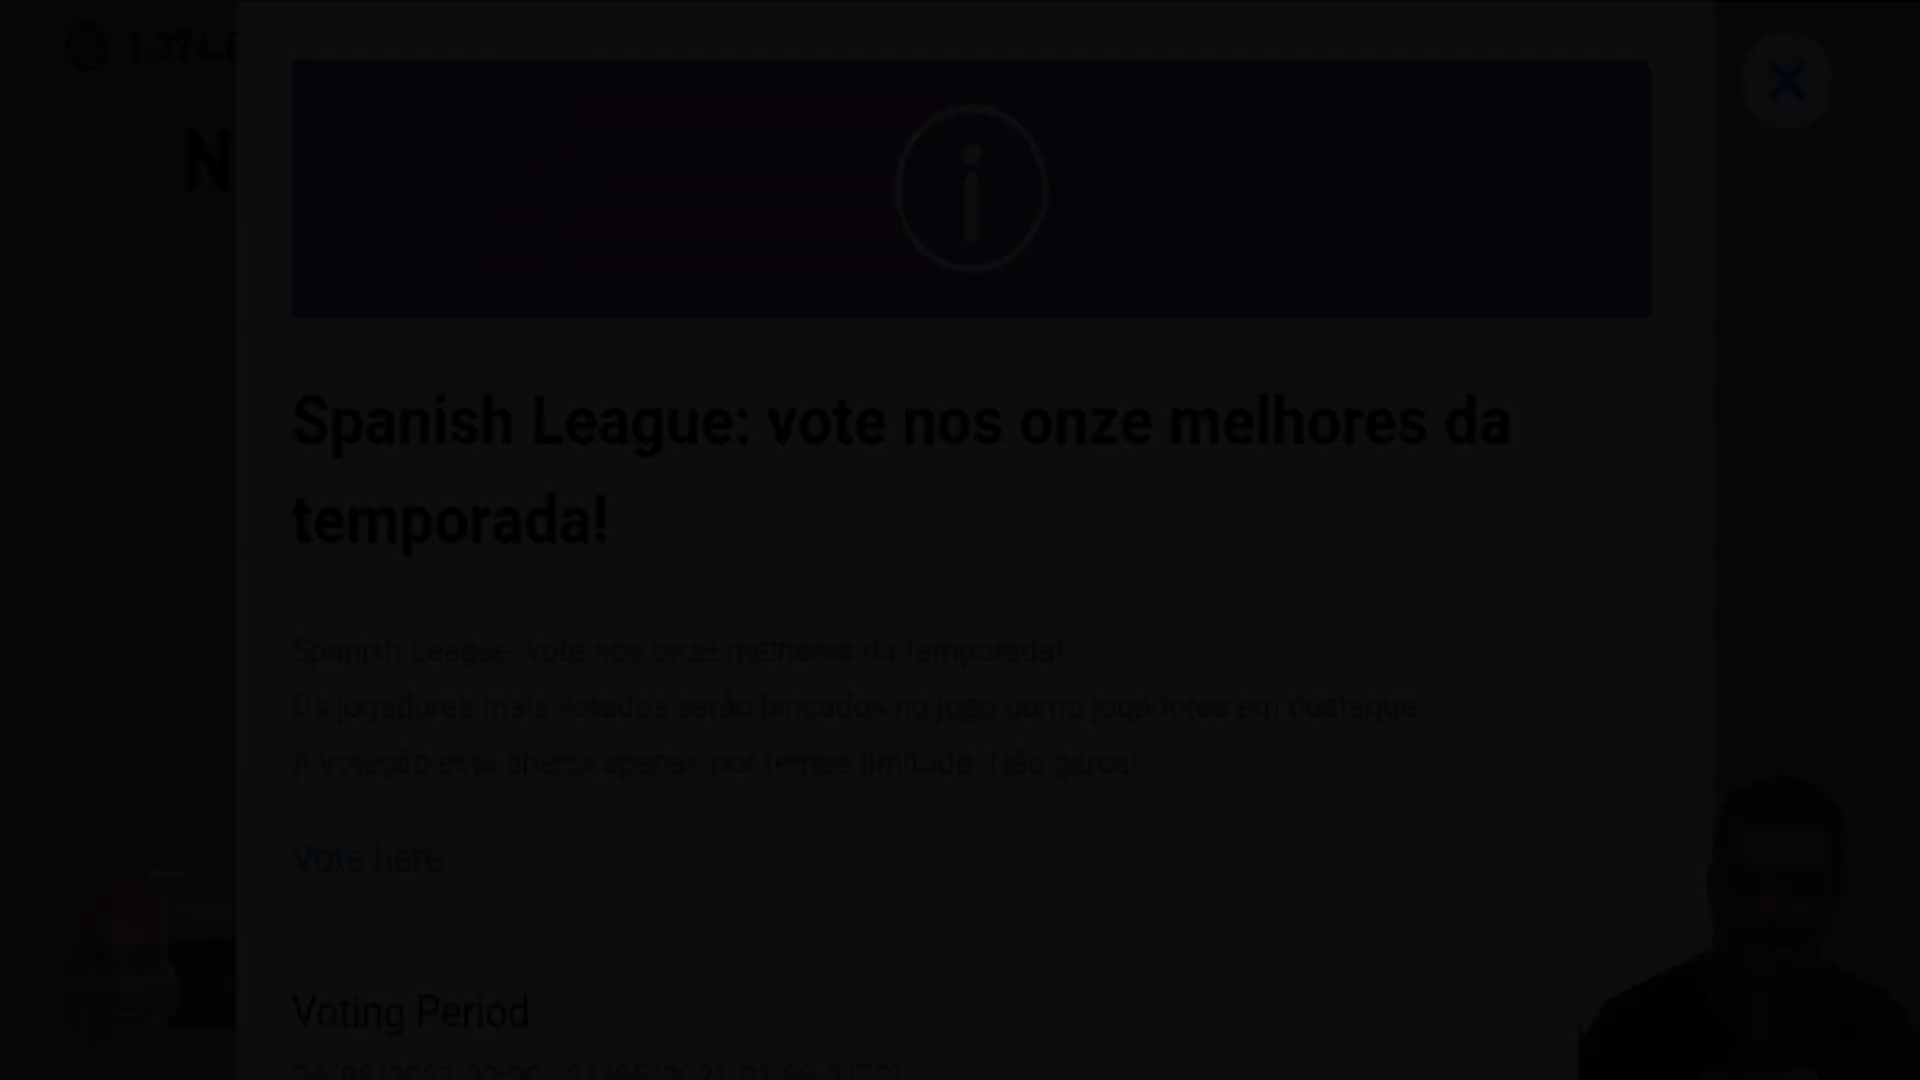 1.374.
N
Spanish League: vote nos onze melhores da
temporada!
Spanish League: vote nos onze melhores da temporada!
Os jogadores mais votados serão lançados no jogo como jogadores em destaque
A votação está aberta apenas por tempo limitado. Não perca!
Vote here
Voting Period